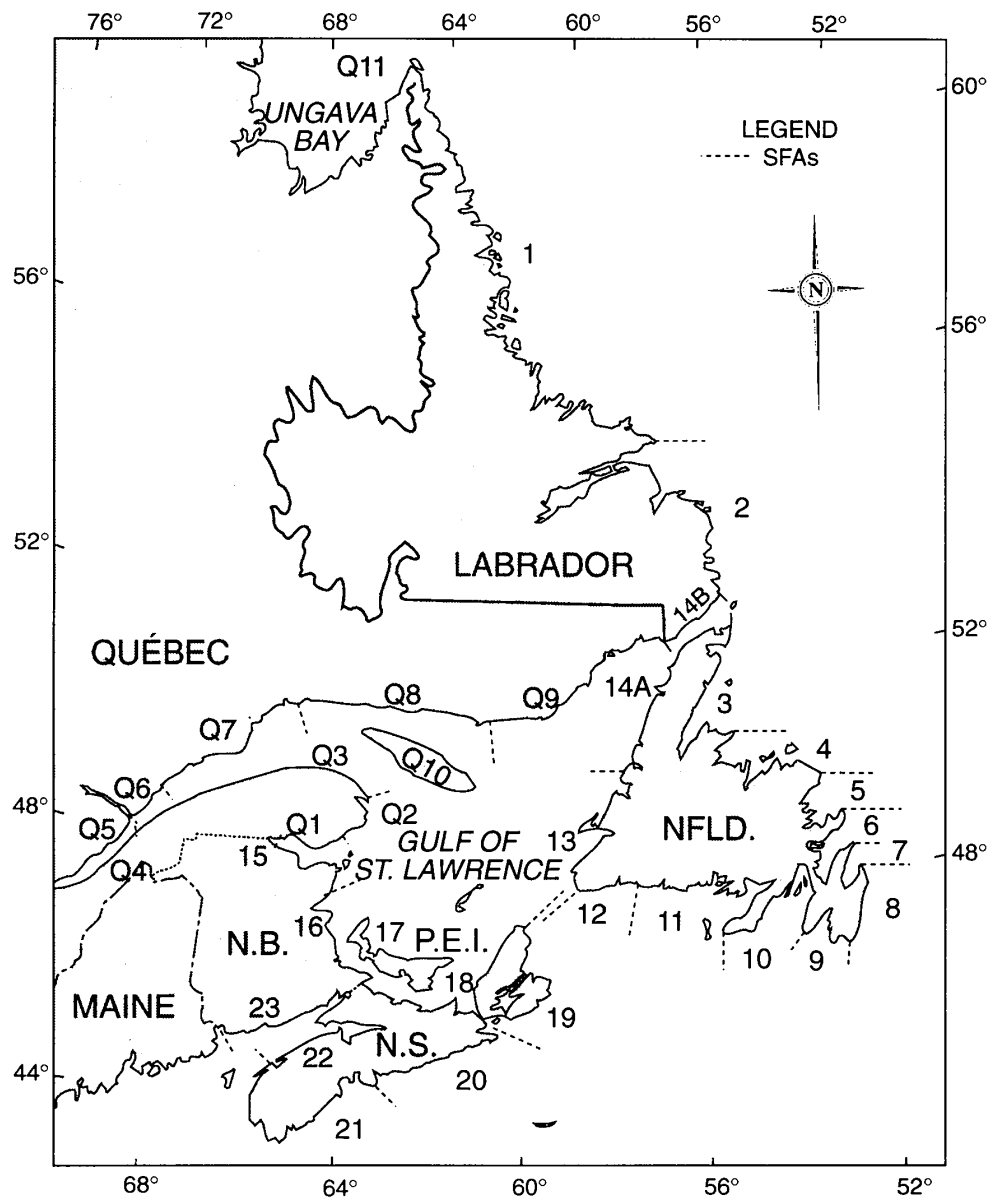 76° 72° 68° 64° 60° 56° 52°
Q11
60°
UNGAVA
BAY
LEGEND
SFAs
1
N
56°
56°
2
52°
LABRADOR
14B
52°
QUÉBEC
14A
Q8
Q9
3
Q7
Q3
4
Q10
Q6
5
48°
Q2
Q5
Q1
GULF OF
13
NFLD.
6
15
ST. LAWRENCE
7
48°
Q4
12
11
8
16
17
P.E.I.
N.B.
10
9
18
MAINE
23
19
N.S.
22
44°
20
21
68° 64° 60° 56° 52°